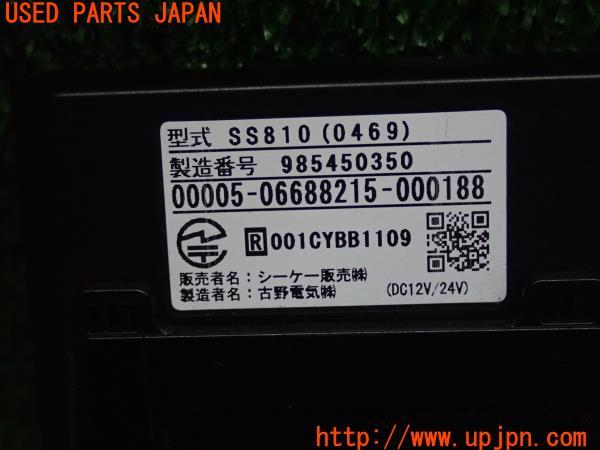 USED PARTS JAPAN
型式 SS810(0469)
製造番号 985450350
00005-06688215-000188
R 001CYBB1109
販売者名：シーケー販売㈱
製造者名：古野電気㈱ (DC12V/24V)
http://www.upjpn.com/